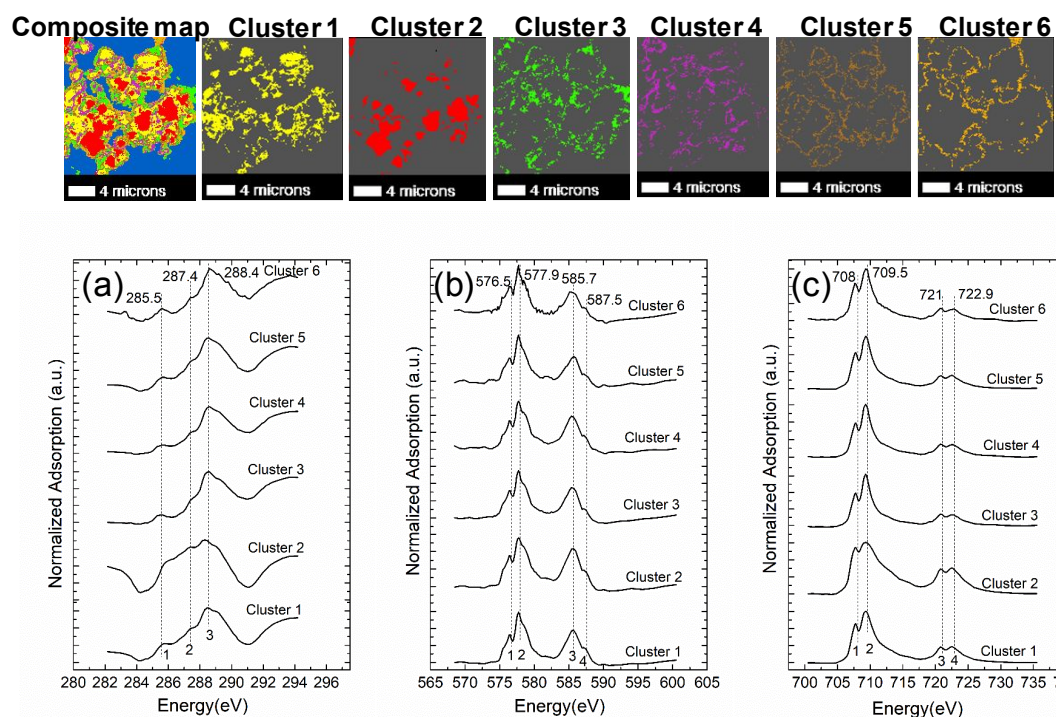 Composite map Cluster 1 Cluster 2 Cluster 3 Cluster 4 Cluster 5 Cluster 6
4 microns 4 microns 4 microns 4 microns 4 microns 4 microns 4 microns
(a)
285.5
287.4
288.4
Cluster 6
Cluster 5
Cluster 4
Cluster 3
Cluster 2
Cluster 1
1 2 3
Normalized Adsorption (a.u.)
280 282 284 286 288 290 292 294 296
Energy(eV)
(b)
576.5
577.9
585.7
587.5
Cluster 6
Cluster 5
Cluster 4
Cluster 3
Cluster 2
Cluster 1
1 2 3 4
Normalized Adsorption (a.u.)
565 570 575 580 585 590 595 600 605
Energy(eV)
(c)
708
709.5
721
722.9
Cluster 6
Cluster 5
Cluster 4
Cluster 3
Cluster 2
Cluster 1
1 2 3 4
Normalized Adsorption (a.u.)
700 705 710 715 720 725 730 735
Energy(eV)